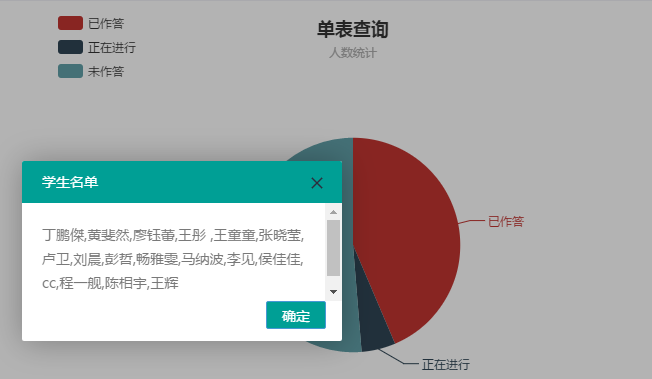 已作答
正在进行
未作答
单表查询
人数统计
学生名单
丁鹏傑,黄斐然,廖钰蕾,王彤 ,王童童,张晓莹,
卢卫,刘晨,彭哲,畅雅雯,马纳波,李见,侯佳佳,
cc,程一舰,陈相宇,王辉
确定
已作答
正在进行